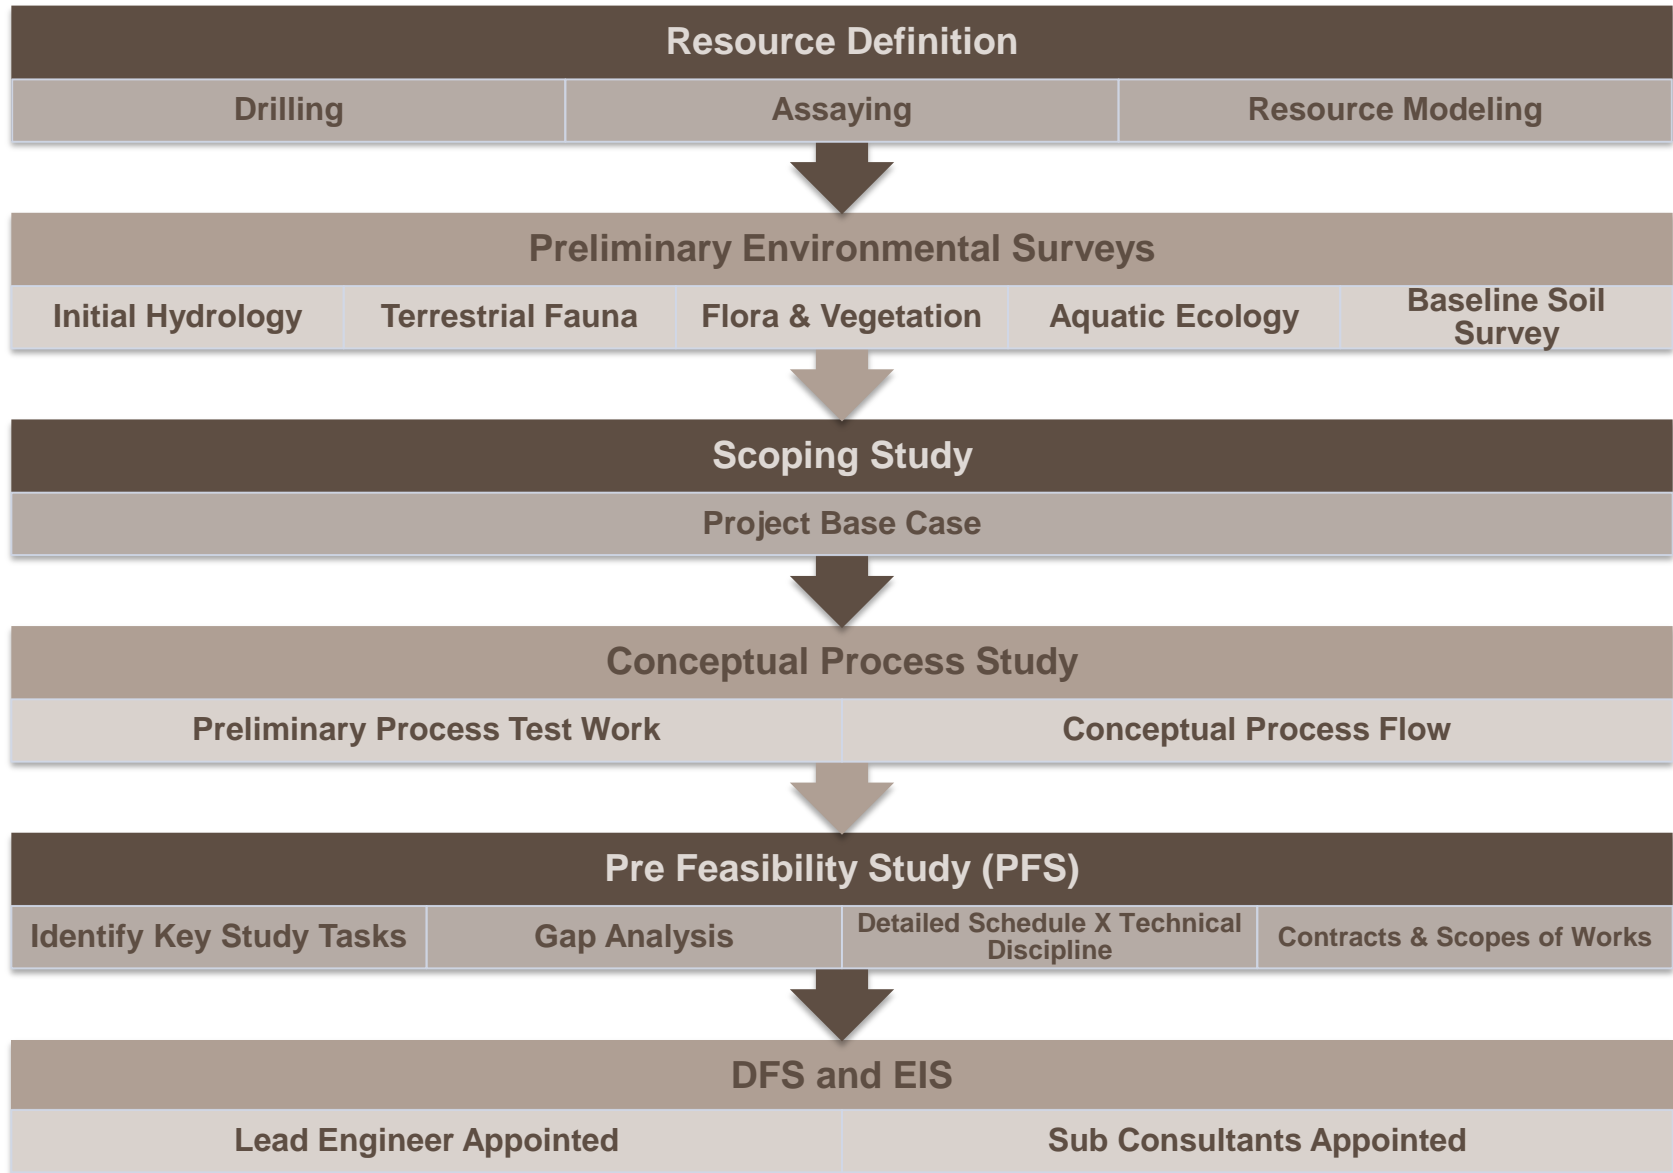 Resource Definition
Drilling
Assaying
Resource Modeling
Preliminary Environmental Surveys
Initial Hydrology
Terrestrial Fauna
Flora & Vegetation
Aquatic Ecology
Baseline Soil
Survey
Scoping Study
Project Base Case
Conceptual Process Study
Preliminary Process Test Work
Conceptual Process Flow
Pre Feasibility Study (PFS)
Identify Key Study Tasks
Gap Analysis
Detailed Schedule X Technical
Discipline
Contracts & Scopes of Works
DFS and EIS
Lead Engineer Appointed
Sub Consultants Appointed